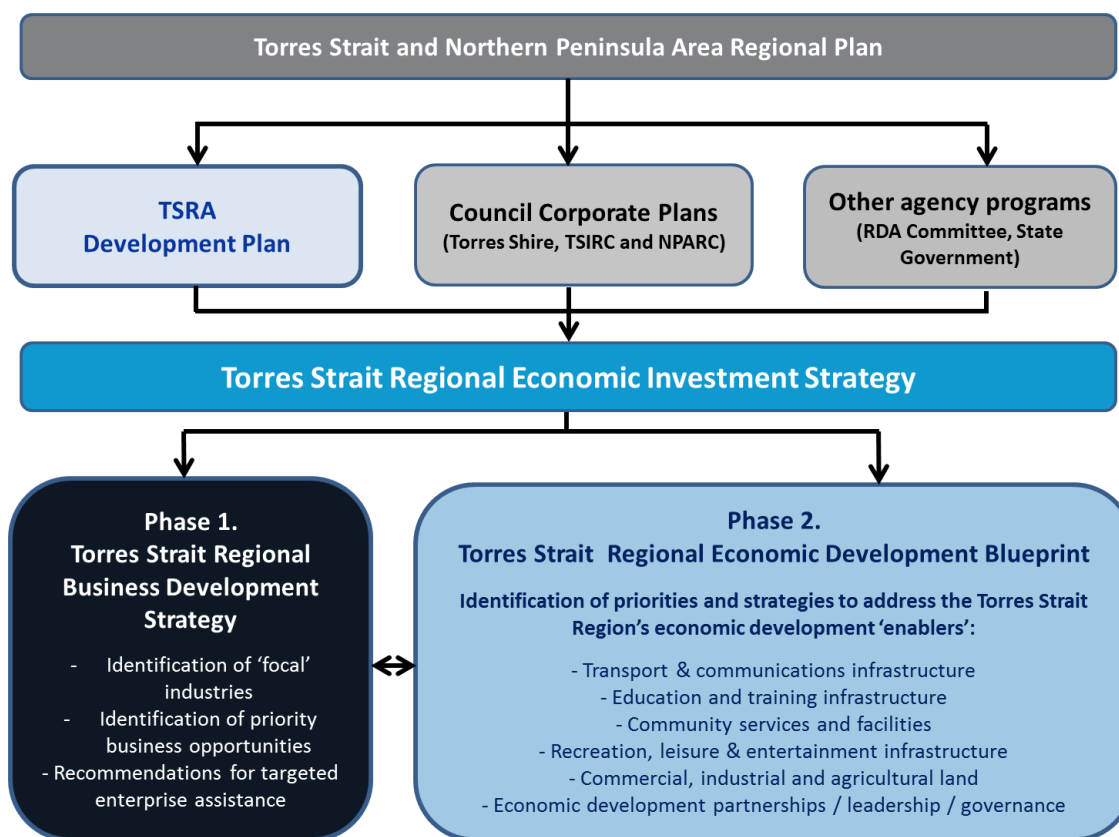 Torres Strait and Northern Peninsula Area Regional Plan
TSRA
Development Plan
Council Corporate Plans
(Torres Shire, TSIRC and NPARC)
Other agency programs
(RDA Committee, State
Government)
Torres Strait Regional Economic Investment Strategy
Phase 1.
Torres Strait Regional
Business Development
Strategy
- Identification of ‘focal’
industries
- Identification of priority
business opportunities
- Recommendations for targeted
enterprise assistance
Phase 2.
Torres Strait Regional Economic Development Blueprint
Identification of priorities and strategies to address the Torres Strait
Region’s economic development ‘enablers’:
- Transport & communications infrastructure
- Education and training infrastructure
- Community services and facilities
- Recreation, leisure & entertainment infrastructure
- Commercial, industrial and agricultural land
- Economic development partnerships / leadership / governance